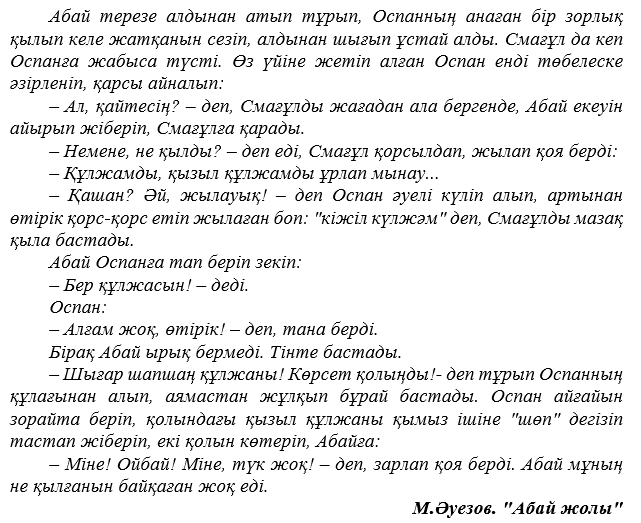 Абай терезе алдынан атып тұрып, Оспанның анаған бір зорлық
қылып келе жатқанын сезіп, алдынан шығып ұстай алды. Смағұл да кеп
Оспанға жабыса түсті. Өз үйіне жетіп алған Оспан енді төбелеске
әзірленіп, қарсы айналып:
– Ал, қайтесің? – деп, Смағұлды жағадан ала бергенде, Абай екеуін
айырып жіберіп, Смағұлға қарады.
– Немене, не қылды? – деп еді, Смағұл қорсылдап, жылап қоя берді:
– Құлжамды, қызыл құлжамды ұрлап мынау...
– Қашан? Әй, жылауық! – деп Оспан әуелі күліп алып, артынан
өтірік қорс-қорс етіп жылаған боп: "кіжіл күлжәм" деп, Смағұлды мазақ
қыла бастады.
Абай Оспанға тап беріп зекіп:
– Бер құлжасын! – деді.
Оспан:
– Алғам жоқ, өтірік! – деп, тана берді.
Бірақ Абай ырық бермеді. Тінте бастады.
– Шығар шапшаң құлжаны! Көрсет қолыңды!- деп тұрып Оспанның
құлағынан алып, аямастан жұлқып бұрай бастады. Оспан айғайын
зорайта беріп, қолындағы қызыл құлжаны қымыз ішіне "шөп" дегізіп
тастап жіберіп, екі қолын көтеріп, Абайға:
– Міне! Ойбай! Міне, түк жоқ! – деп, зарлап қоя берді. Абай мұның
не қылғанын байқаған жоқ еді.
М.Әуезов. "Абай жолы"